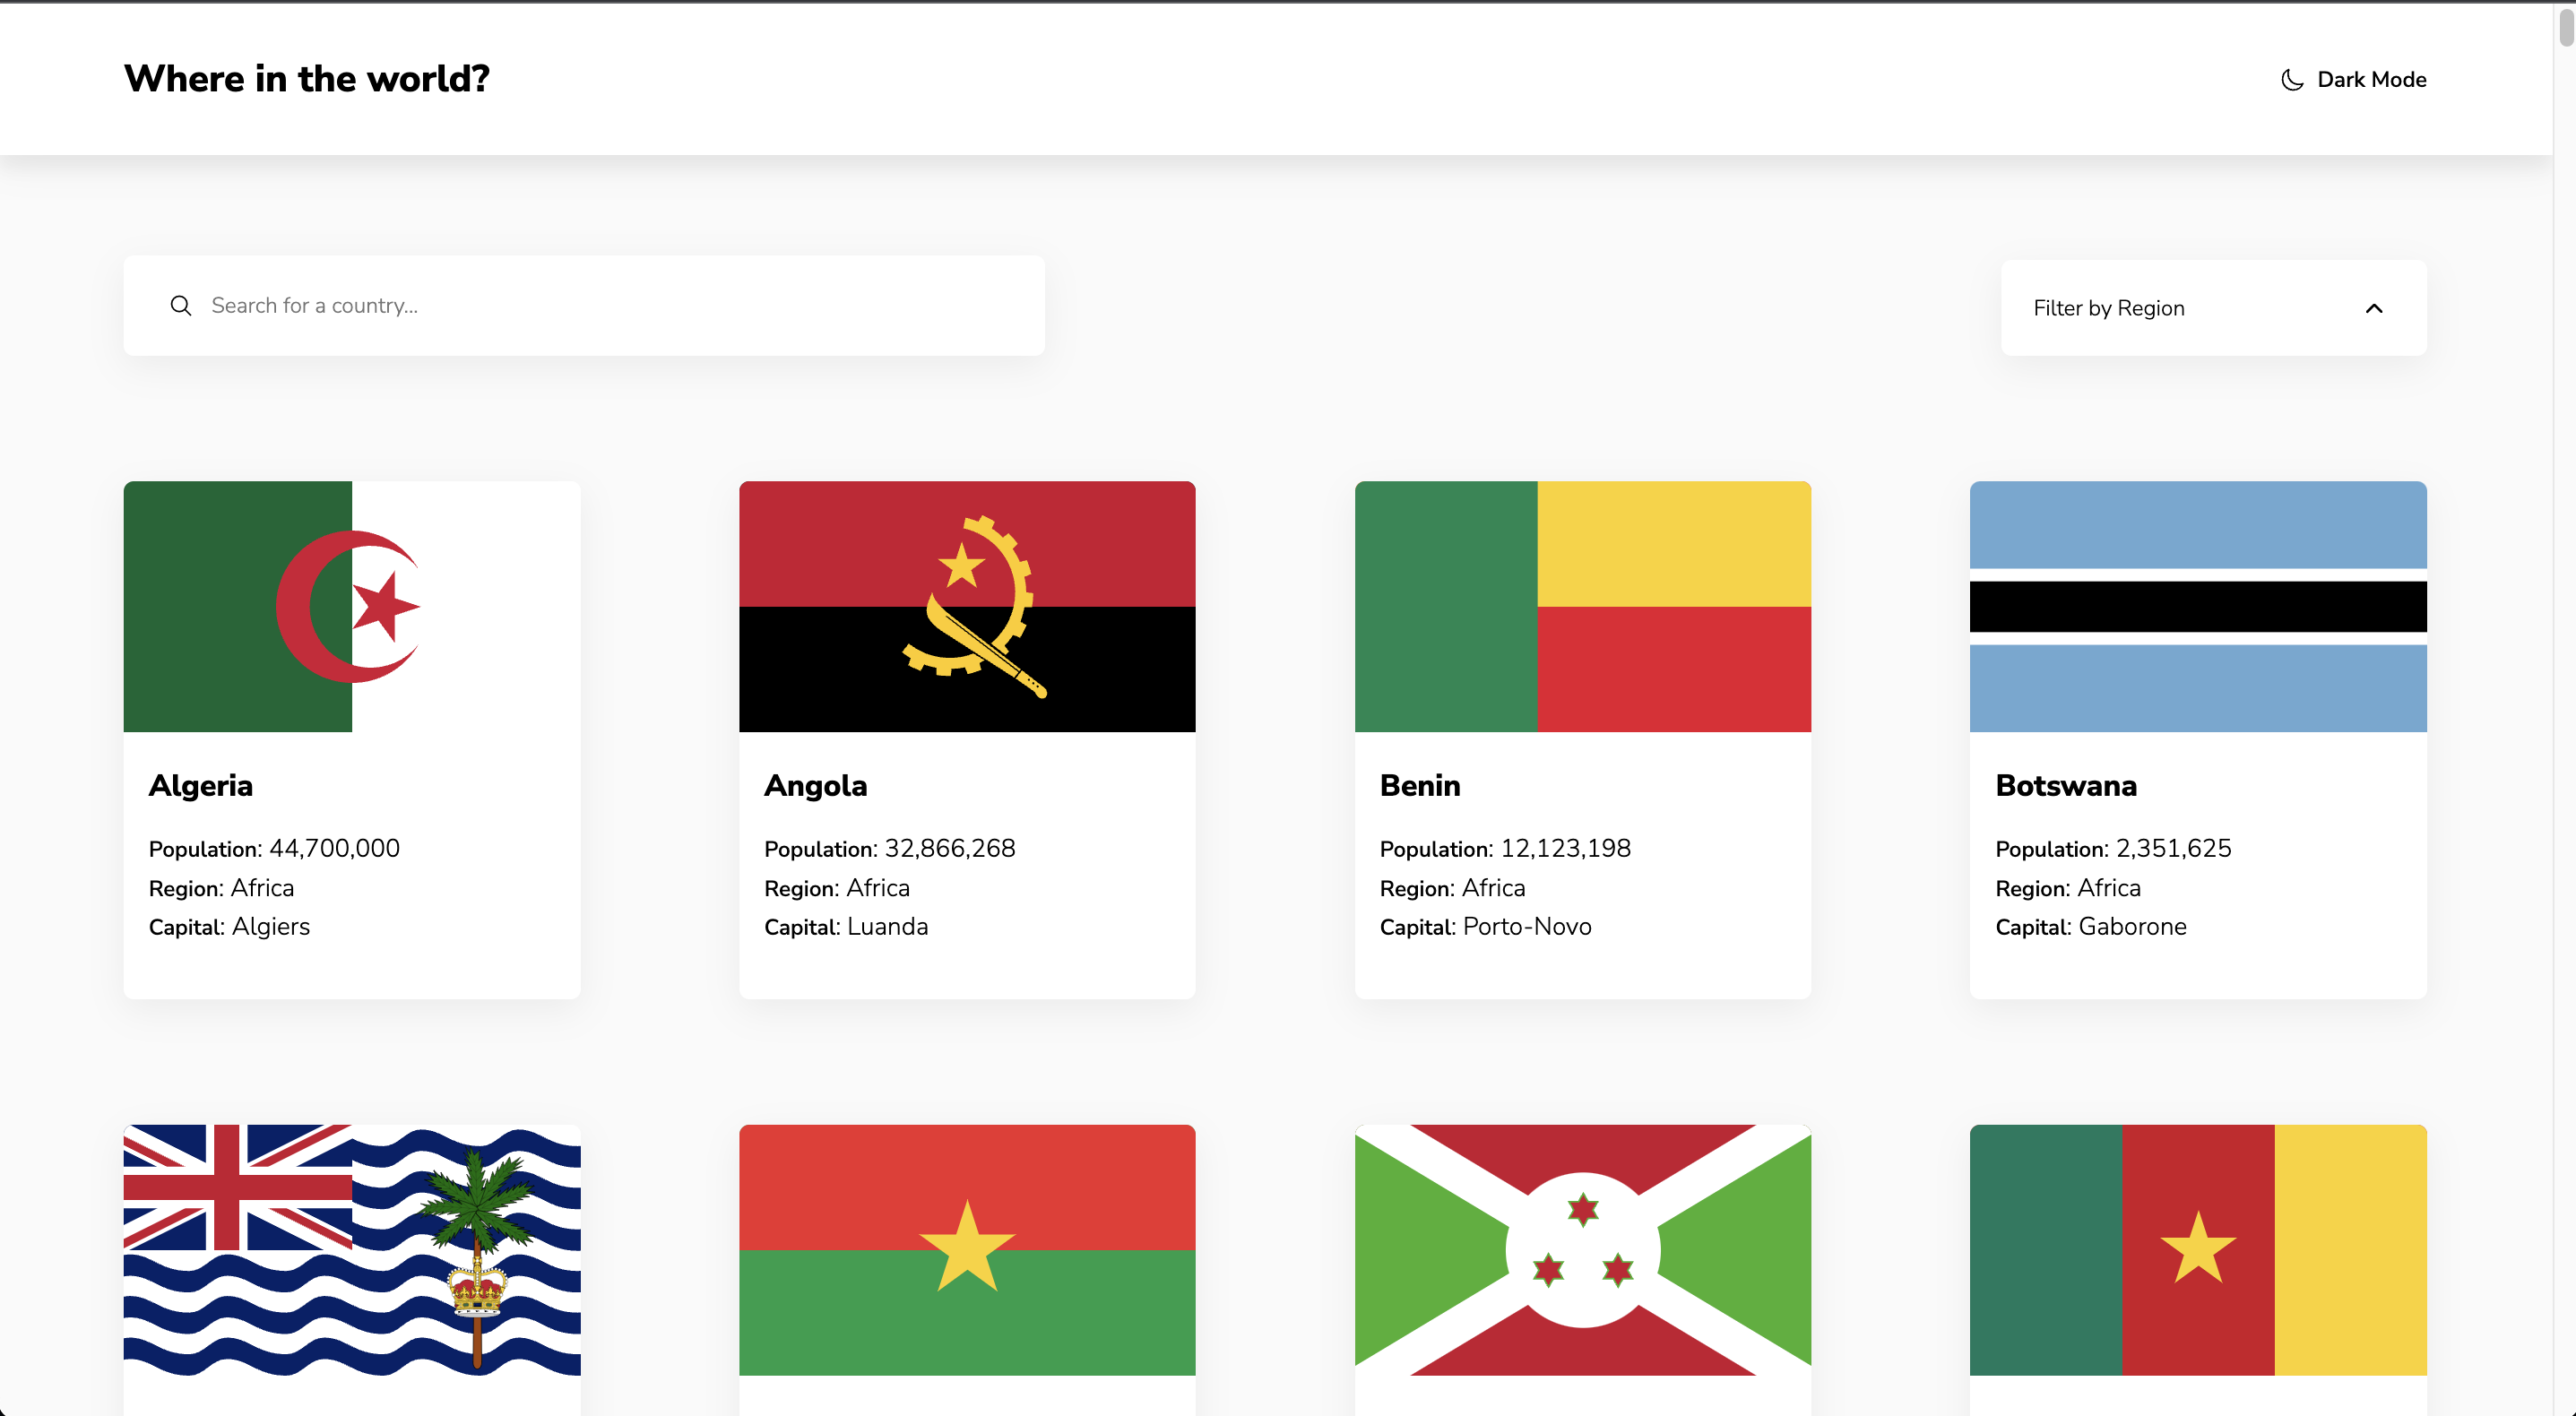 Where in the world?
Dark Mode
Search for a country...
Filter by Region
Algeria
Population: 44,700,000
Region: Africa
Capital: Algiers
Angola
Population: 32,866,268
Region: Africa
Capital: Luanda
Benin
Population: 12,123,198
Region: Africa
Capital: Porto-Novo
Botswana
Population: 2,351,625
Region: Africa
Capital: Gaborone